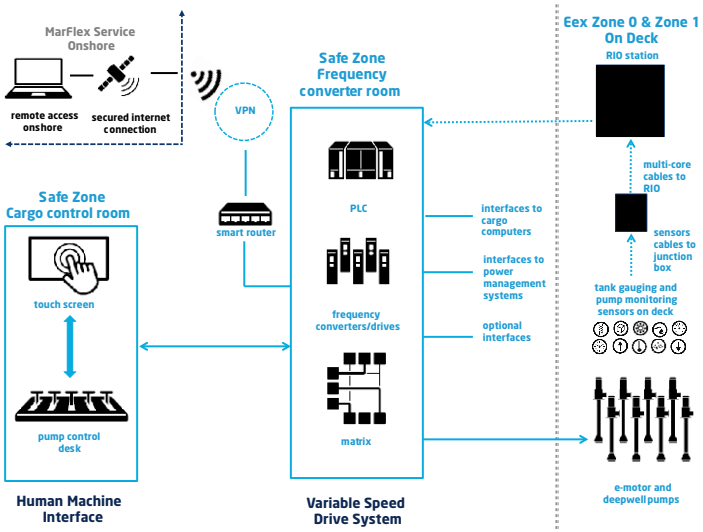 MarFlex Service
Onshore
remote access
onshore
secured internet
connection
VPN
smart router
Safe Zone
Cargo control room
touch screen
pump control
desk
Human Machine
Interface
Safe Zone
Frequency
converter room
PLC
frequency
converters/drives
matrix
Variable Speed
Drive System
interfaces to
cargo
computers
interfaces to
power
management
systems
optional
interfaces
Eex Zone 0 & Zone 1
On Deck
RIO station
multi-core
cables to
RIO
sensors
cables to
junction
box
tank gauging and
pump monitoring
sensors on deck
e-motor and
deepwell pumps